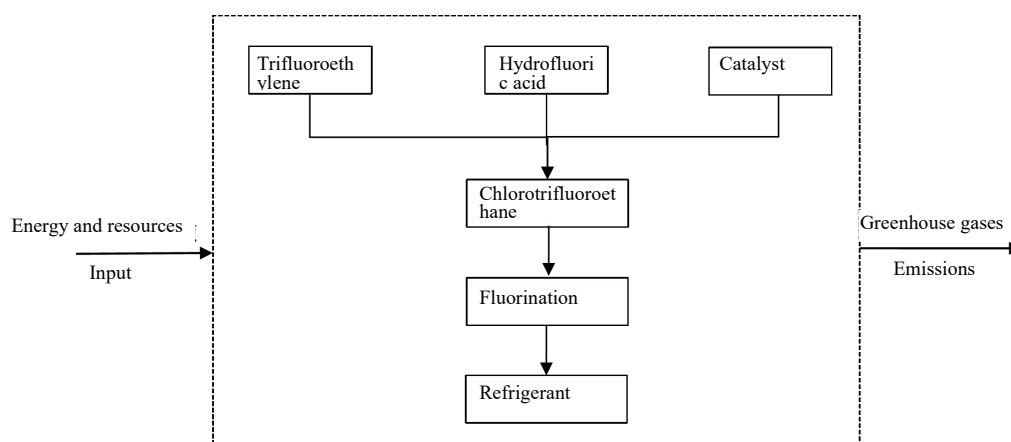 Trifluoroeth
ylene
Hydrofluori
c acid
Catalyst
Chlorotrifluoroet
hane
Energy and resources
Input
Greenhouse gases
Emissions
Fluorination
Refrigerant